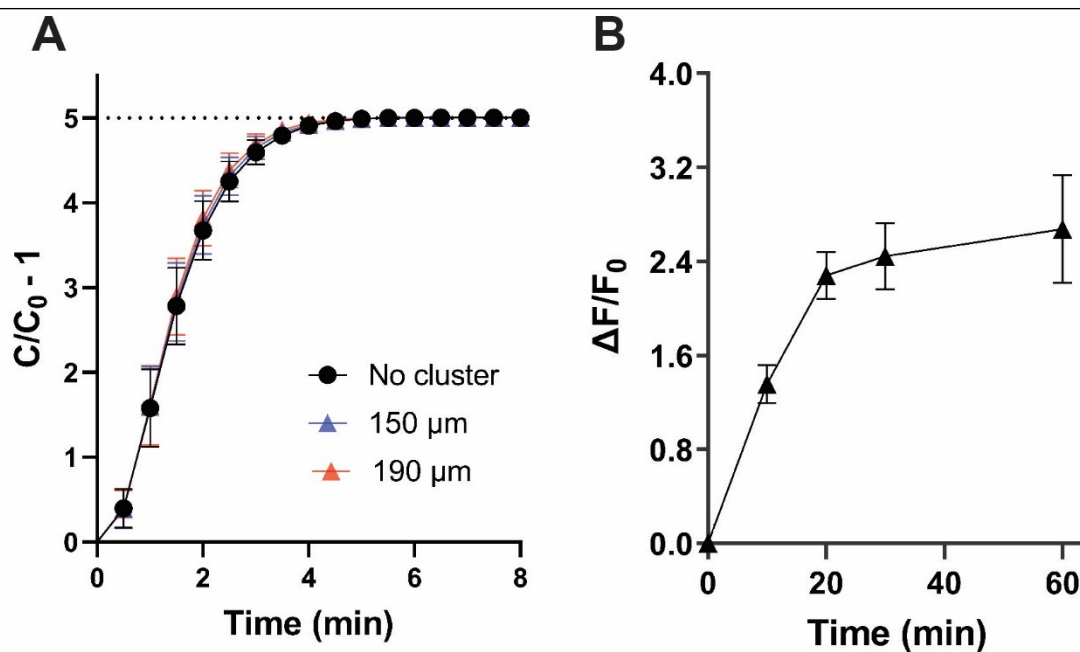 A
C/C0 - 1
5
4
3
2
1
0
0 2 4 6 8
Time (min)
No cluster
150 µm
190 µm
B
ΔF/F0
4.0
3.2
2.4
1.6
0.8
0.0
0 20 40 60
Time (min)